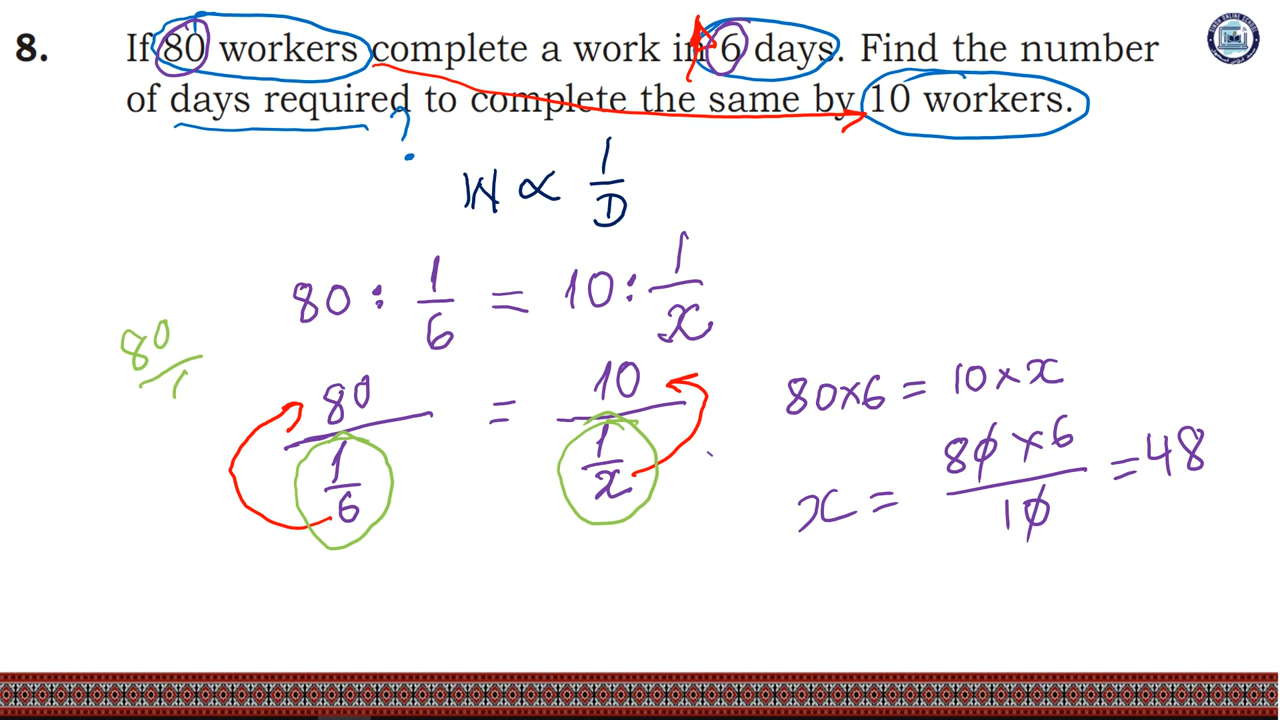 8. If 80 workers complete a work in 6 days. Find the number
of days required to complete the same by 10 workers.
?
W ∝ 1/D
80 : 1/6 = 10 : 1/x
80/1
80/(1/6) = 10/(1/x)
80×6 = 10×x
x = 80×6/10 = 48